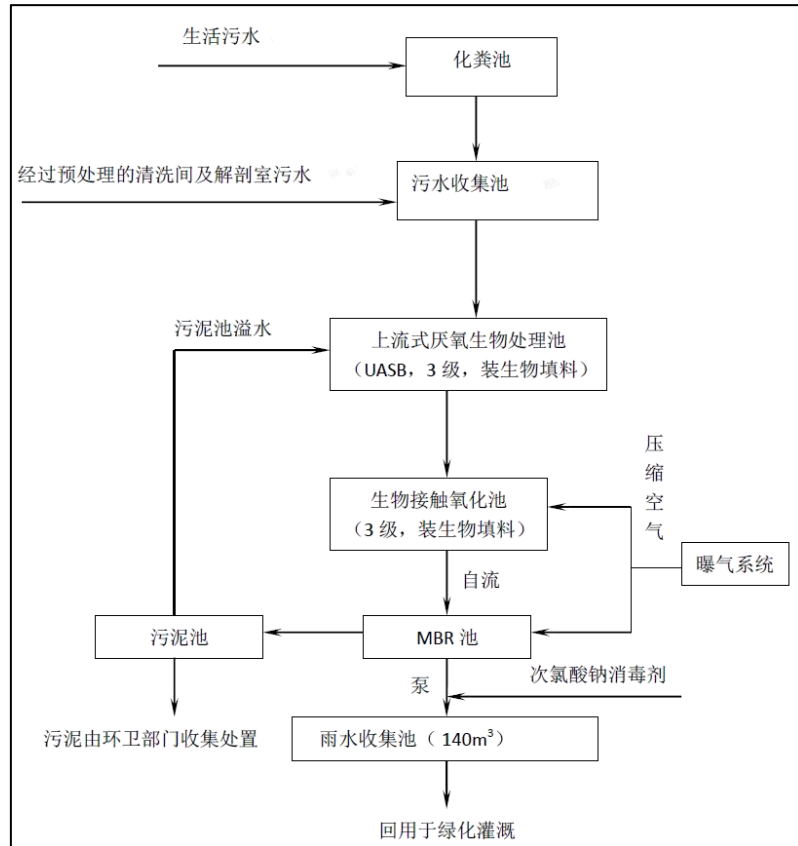 生活污水
化粪池
经过预处理的清洗间及解剖室污水
污水收集池
污泥池溢水
上流式厌氧生物处理池
（UASB，3 级，装生物填料）
压缩空气
生物接触氧化池
（3 级，装生物填料）
曝气系统
自流
污泥池
MBR 池
泵
次氯酸钠消毒剂
污泥由环卫部门收集处置
雨水收集池（ 140m³）
回用于绿化灌溉